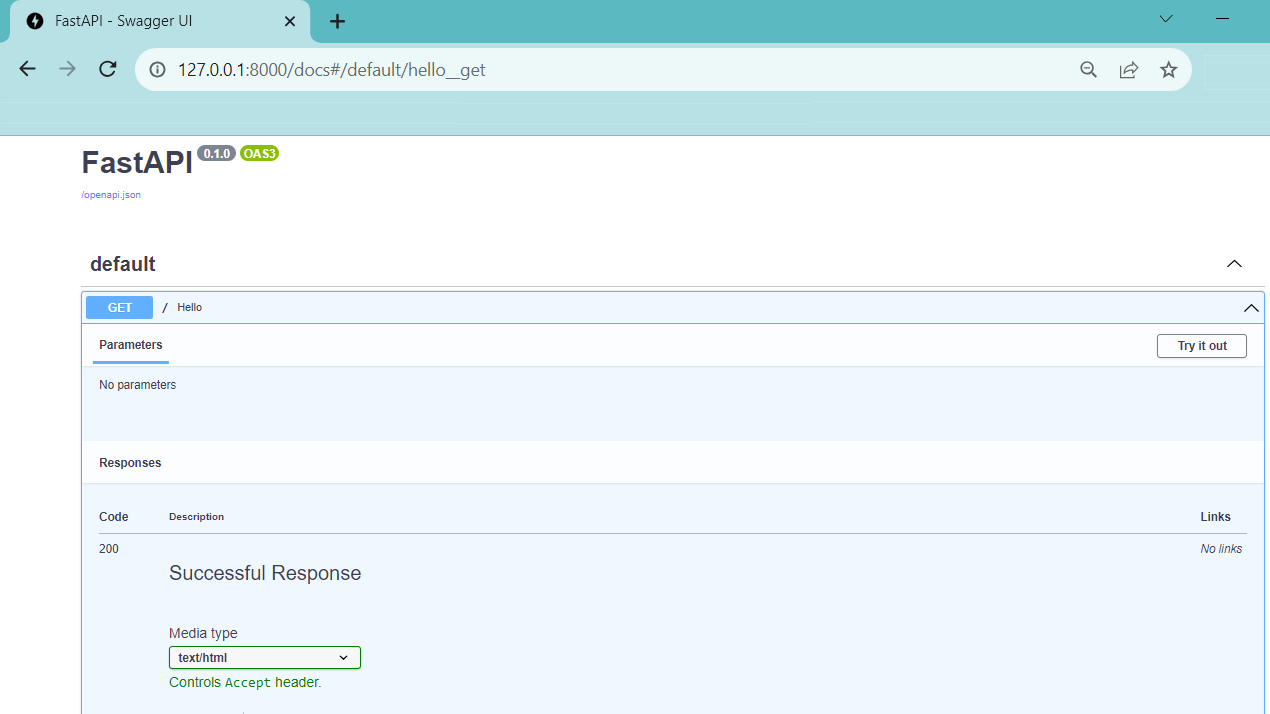 FastAPI - Swagger UI
127.0.0.1:8000/docs#/default/hello__get
FastAPI 0.1.0 OAS3
/openapi.json
default
GET / Hello
Parameters Try it out
No parameters
Responses
Code Description Links
200 No links
Successful Response
Media type
text/html
Controls Accept header.